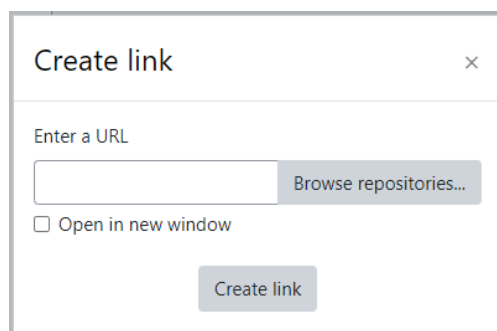 Create link
Enter a URL
Browse repositories...
Open in new window
Create link